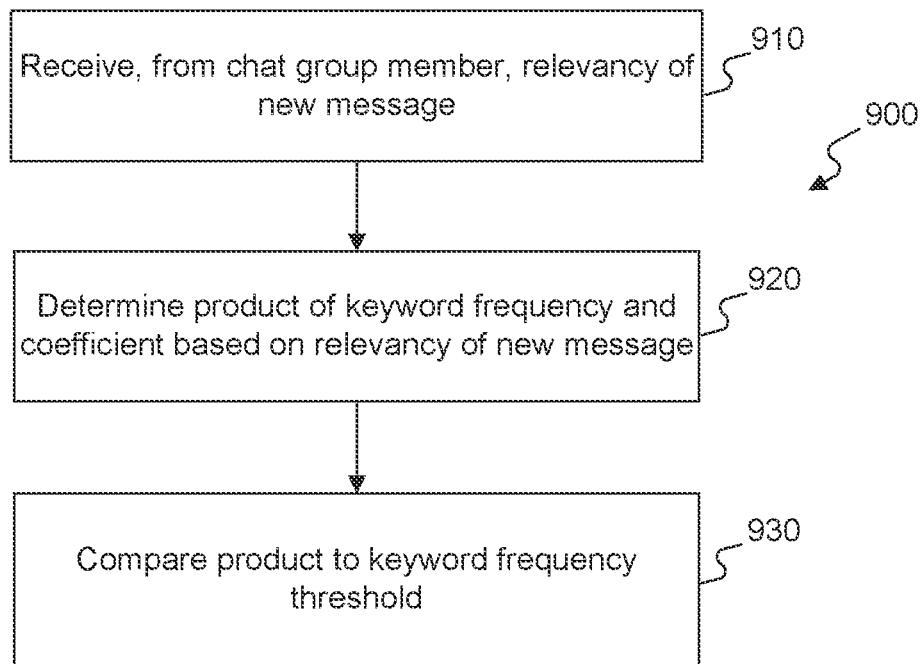 Receive, from chat group member, relevancy of
new message
910
900
Determine product of keyword frequency and
coefficient based on relevancy of new message
920
Compare product to keyword frequency
threshold
930